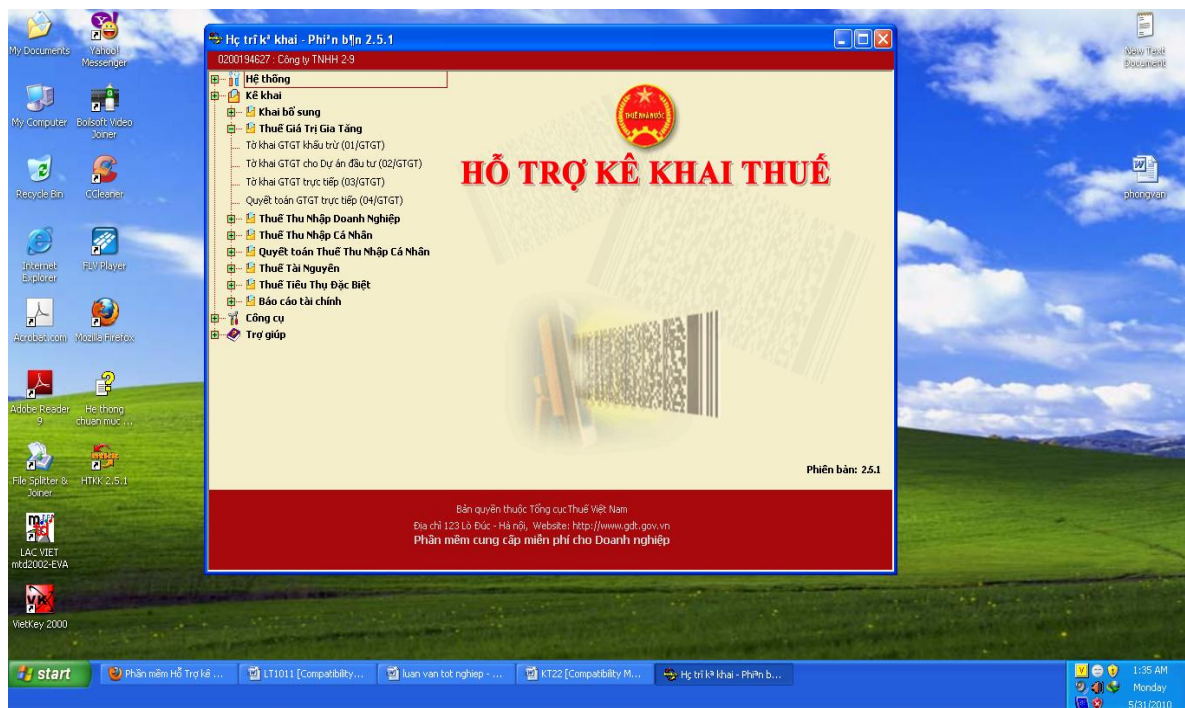 My Documents
Yahoo! Messenger
My Computer
Boilsoft Video Joiner
Recycle Bin
CCleaner
Internet Explorer
FLV Player
Acrobat.com
Mozilla Firefox
Adobe Reader 9
He thong chuan muc ...
File Splitter & Joiner
HTKK 2.5.1
LAC VIET mtd2002-EVA
VietKey 2000
New Text Document
phongvan
Hç trî kª khai - Phiªn b¶n 2.5.1
0200194627 : Công ty TNHH 2-9
Hệ thống
Kê khai
Khai bổ sung
Thuế Giá Trị Gia Tăng
Tờ khai GTGT khấu trừ (01/GTGT)
Tờ khai GTGT cho Dự án đầu tư (02/GTGT)
Tờ khai GTGT trực tiếp (03/GTGT)
Quyết toán GTGT trực tiếp (04/GTGT)
Thuế Thu Nhập Doanh Nghiệp
Thuế Thu Nhập Cá Nhân
Quyết toán Thuế Thu Nhập Cá Nhân
Thuế Tài Nguyên
Thuế Tiêu Thụ Đặc Biệt
Báo cáo tài chính
Công cụ
Trợ giúp
THUẾ NHÀ NƯỚC
HỖ TRỢ KÊ KHAI THUẾ
Phiên bản: 2.5.1
Bản quyền thuộc Tổng cục Thuế Việt Nam
Địa chỉ 123 Lò Đúc - Hà nội, Website: http://www.gdt.gov.vn
Phần mềm cung cấp miễn phí cho Doanh nghiệp
start
Phần mềm Hỗ Trợ kê ...
LT1011 [Compatibility...
luan van tot nghiep - ...
KT22 [Compatibility M...
Hç trî kª khai - Phiªn b...
1:35 AM
Monday
5/31/2010